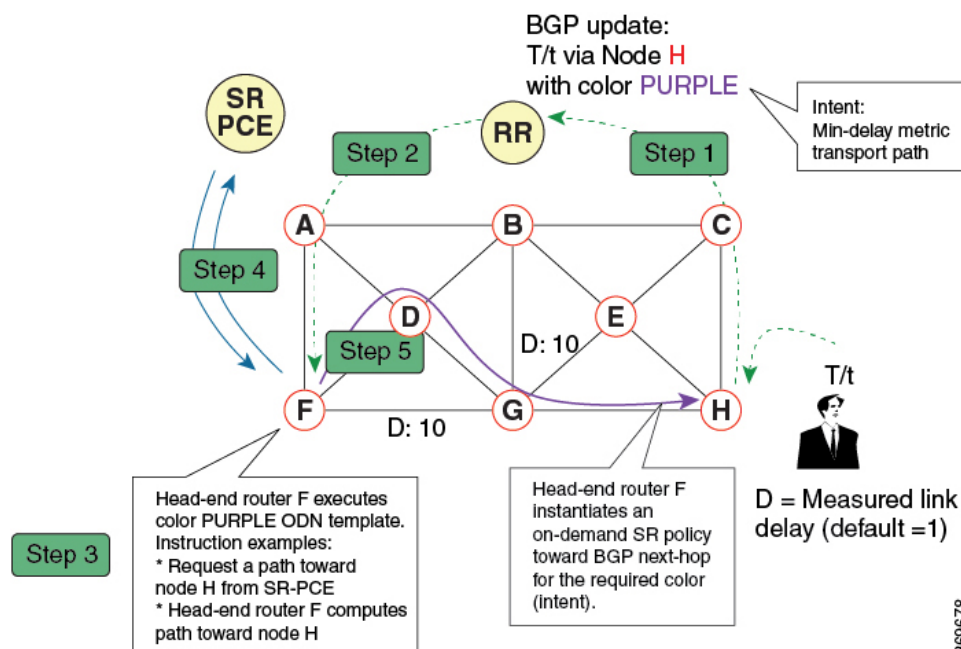 BGP update:
T/t via Node H
with color PURPLE
SR
PCE
RR
Intent:
Min-delay metric
transport path
Step 2
Step 1
A
B
C
Step 4
D
E
Step 5
D: 10
T/t
F
G
H
D: 10
Head-end router F executes
color PURPLE ODN template.
Instruction examples:
* Request a path toward
node H from SR-PCE
* Head-end router F computes
path toward node H
Head-end router F
instantiates an
on-demand SR policy
toward BGP next-hop
for the required color
(intent).
D = Measured link
delay (default =1)
Step 3